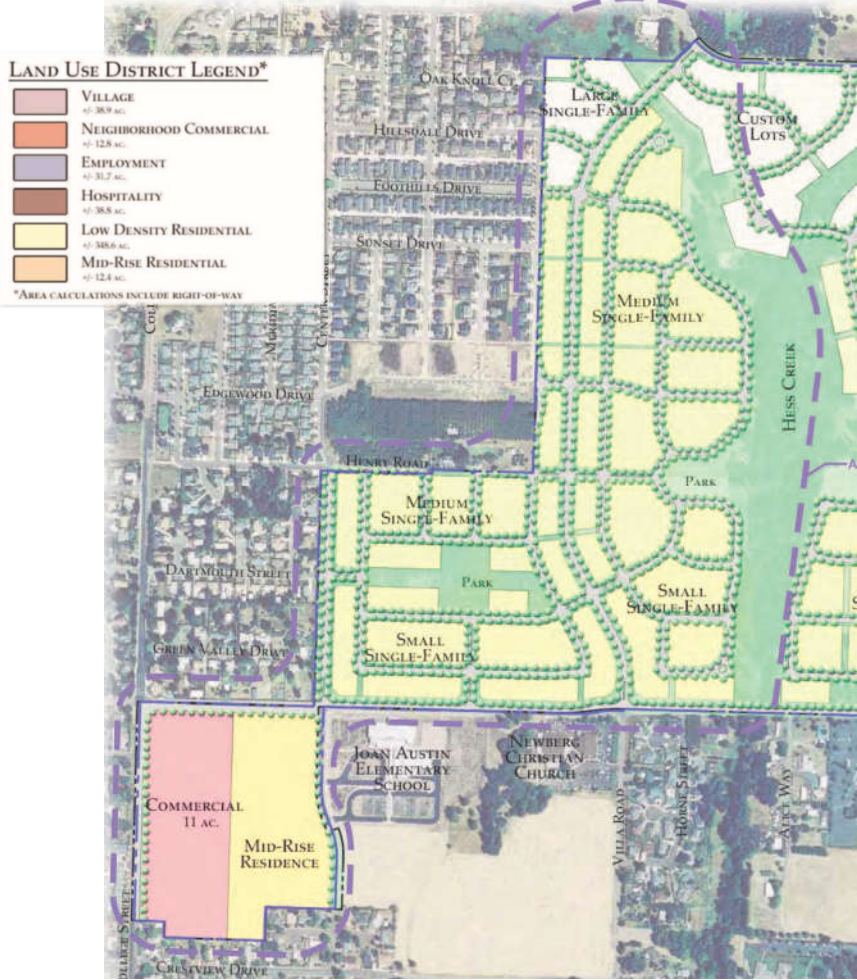 LAND USE DISTRICT LEGEND*
VILLAGE
+/- 38.9 AC.
NEIGHBORHOOD COMMERCIAL
+/- 12.8 AC.
EMPLOYMENT
+/- 31.7 AC.
HOSPITALITY
+/- 38.8 AC.
LOW DENSITY RESIDENTIAL
+/- 348.6 AC.
MID-RISE RESIDENTIAL
+/- 12.4 AC.
*AREA CALCULATIONS INCLUDE RIGHT-OF-WAY
OAK KNOLL CT.
HILLSDALE DRIVE
FOOTHILLS DRIVE
SUNSET DRIVE
EDGEWOOD DRIVE
HENRY ROAD
DARTMOUTH STREET
GREEN VALLEY DRIVE
LARGE
SINGLE-FAMILY
CUSTOM
LOTS
MEDIUM
SINGLE-FAMILY
HESS CREEK
A
PARK
MEDIUM
SINGLE-FAMILY
PARK
SMALL
SINGLE-FAMILY
SMALL
SINGLE-FAMILY
S
COMMERCIAL
11 AC.
MID-RISE
RESIDENCE
JOAN AUSTIN
ELEMENTARY
SCHOOL
NEWBERG
CHRISTIAN
CHURCH
VILLA ROAD
HORNE STREET
ALICE WAY
OLLEGE STREET
CRESTVIEW DRIVE